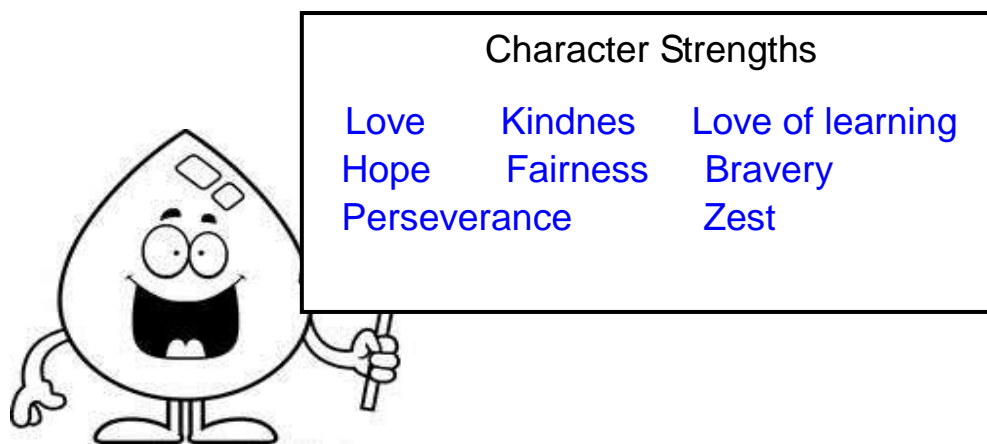 Character Strengths
Love Kindnes Love of learning
Hope Fairness Bravery
Perseverance Zest